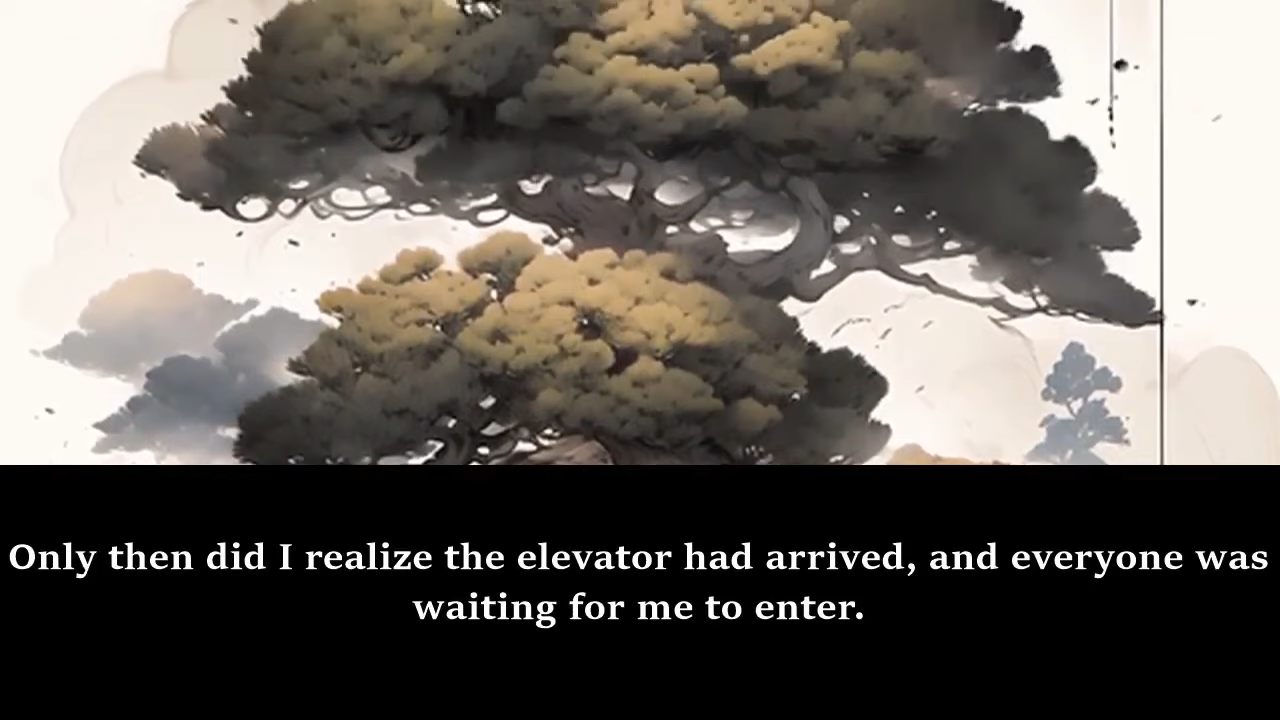 Only then did I realize the elevator had arrived, and everyone was
waiting for me to enter.